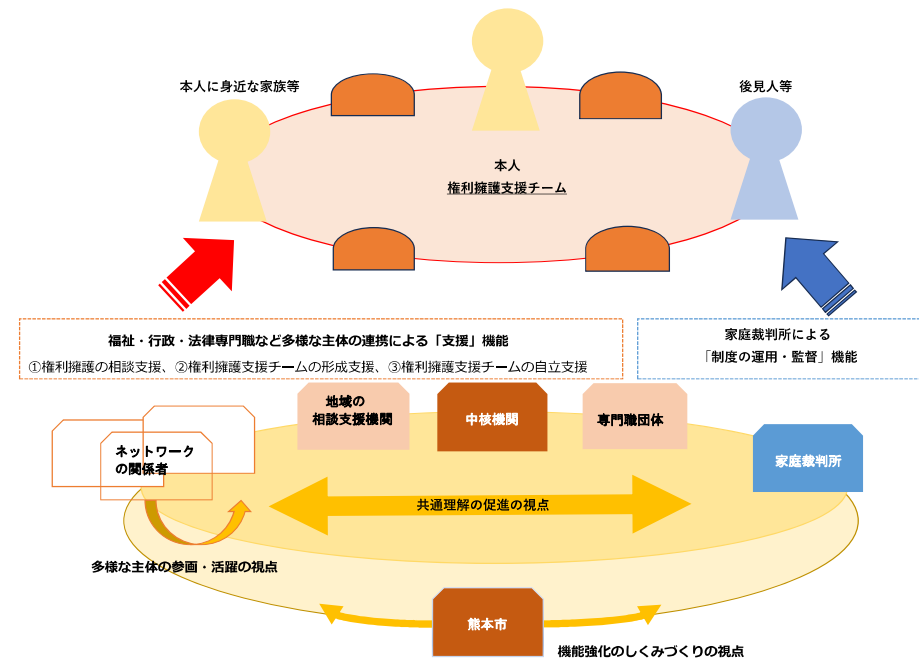 本人に身近な家族等
後見人等
本人
権利擁護支援チーム
福祉・行政・法律専門職など多様な主体の連携による「支援」機能
①権利擁護の相談支援、②権利擁護支援チームの形成支援、③権利擁護支援チームの自立支援
家庭裁判所による
「制度の運用・監督」機能
地域の
相談支援機関
中核機関
専門職団体
ネットワーク
の関係者
家庭裁判所
共通理解の促進の視点
多様な主体の参画・活躍の視点
熊本市
機能強化のしくみづくりの視点